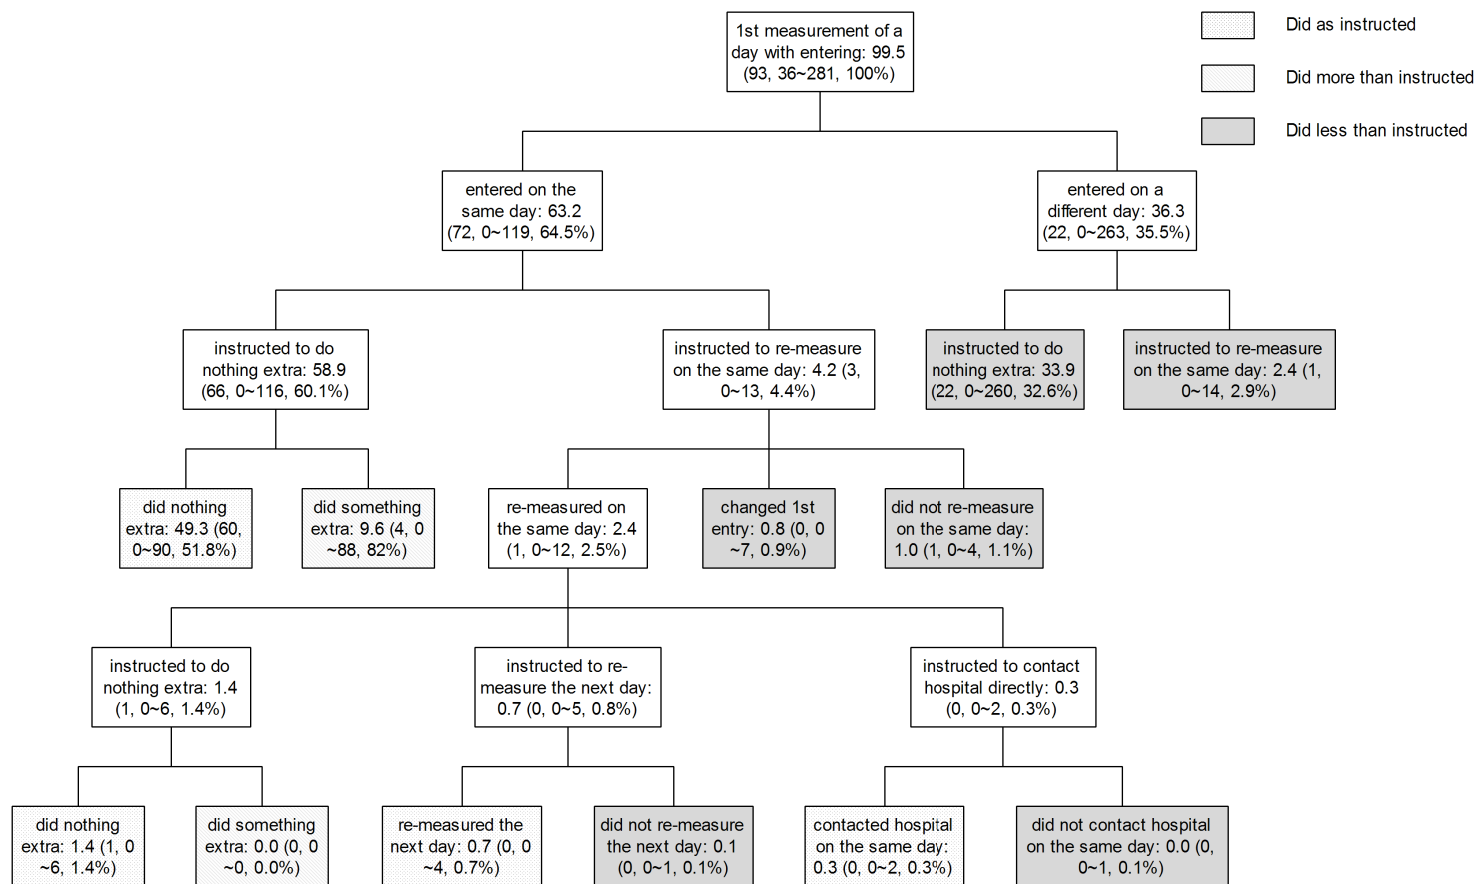 1st measurement of a
day with entering: 99.5
(93, 36~281, 100%)
Did as instructed
Did more than instructed
Did less than instructed
entered on the
same day: 63.2
(72, 0~119, 64.5%)
entered on a
different day: 36.3
(22, 0~263, 35.5%)
instructed to do
nothing extra: 58.9
(66, 0~116, 60.1%)
instructed to re-measure
on the same day: 4.2 (3,
0~13, 4.4%)
instructed to do
nothing extra: 33.9
(22, 0~260, 32.6%)
instructed to re-measure
on the same day: 2.4 (1,
0~14, 2.9%)
did nothing
extra: 49.3 (60,
0~90, 51.8%)
did something
extra: 9.6 (4, 0
~88, 82%)
re-measured on
the same day: 2.4
(1, 0~12, 2.5%)
changed 1st
entry: 0.8 (0, 0
~7, 0.9%)
did not re-measure
on the same day:
1.0 (1, 0~4, 1.1%)
instructed to do
nothing extra: 1.4
(1, 0~6, 1.4%)
instructed to re-
measure the next day:
0.7 (0, 0~5, 0.8%)
instructed to contact
hospital directly: 0.3
(0, 0~2, 0.3%)
did nothing
extra: 1.4 (1, 0
~6, 1.4%)
did something
extra: 0.0 (0, 0
~0, 0.0%)
re-measured the
next day: 0.7 (0, 0
~4, 0.7%)
did not re-measure
the next day: 0.1
(0, 0~1, 0.1%)
contacted hospital
on the same day:
0.3 (0, 0~2, 0.3%)
did not contact hospital
on the same day: 0.0 (0,
0~1, 0.1%)